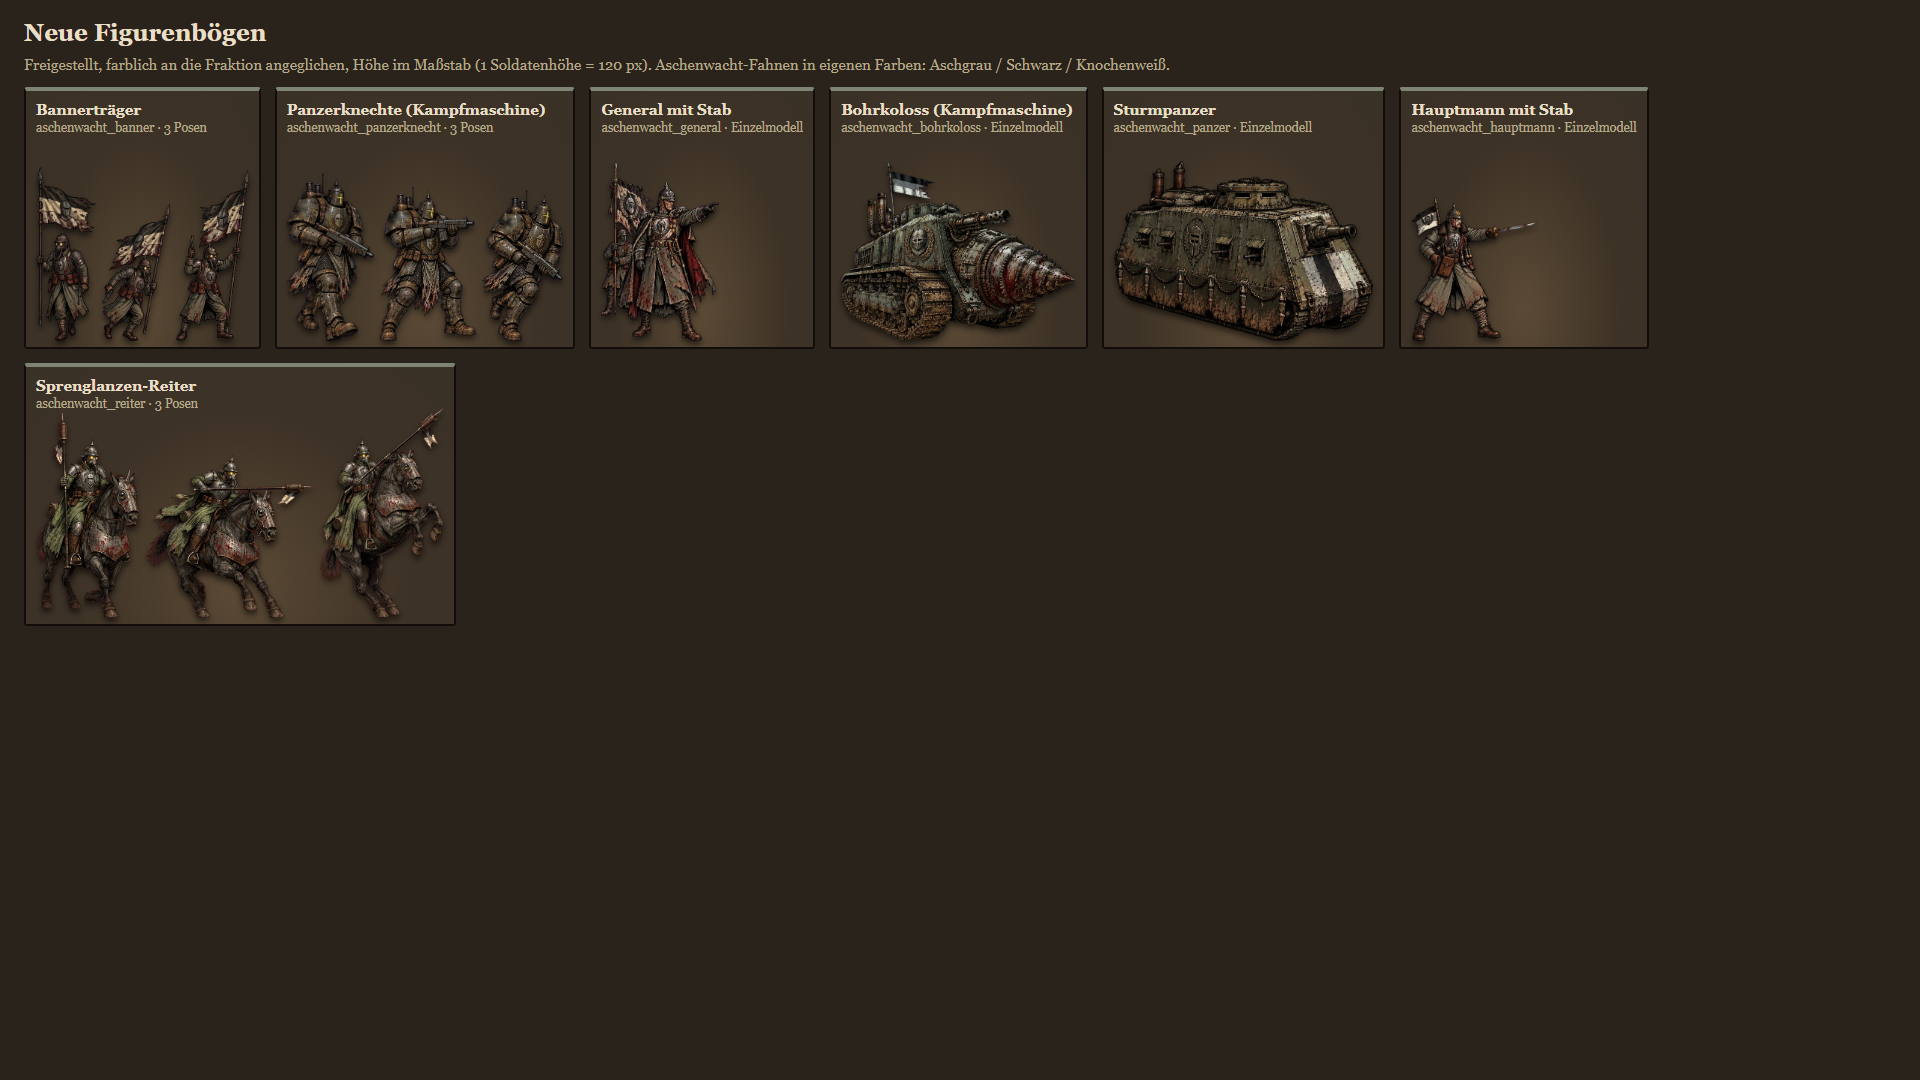 Neue Figurenbögen
Freigestellt, farblich an die Fraktion angeglichen, Höhe im Maßstab (1 Soldatenhöhe = 120 px). Aschenwacht-Fahnen in eigenen Farben: Aschgrau / Schwarz / Knochenweiß.
Bannerträger
aschenwacht_banner · 3 Posen
Panzerknechte (Kampfmaschine)
aschenwacht_panzerknecht · 3 Posen
General mit Stab
aschenwacht_general · Einzelmodell
Bohrkoloss (Kampfmaschine)
aschenwacht_bohrkoloss · Einzelmodell
Sturmpanzer
aschenwacht_panzer · Einzelmodell
Hauptmann mit Stab
aschenwacht_hauptmann · Einzelmodell
Sprenglanzen-Reiter
aschenwacht_reiter · 3 Posen